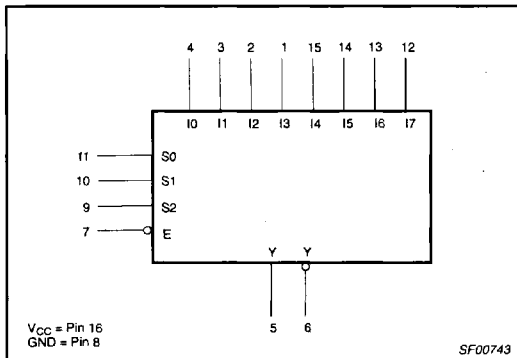 4 3 2 1 15 14 13 12
I0 I1 I2 I3 I4 I5 I6 I7
11 S0
10 S1
9 S2
7 E
Y Y
5 6
VCC = Pin 16
GND = Pin 8
SF00743